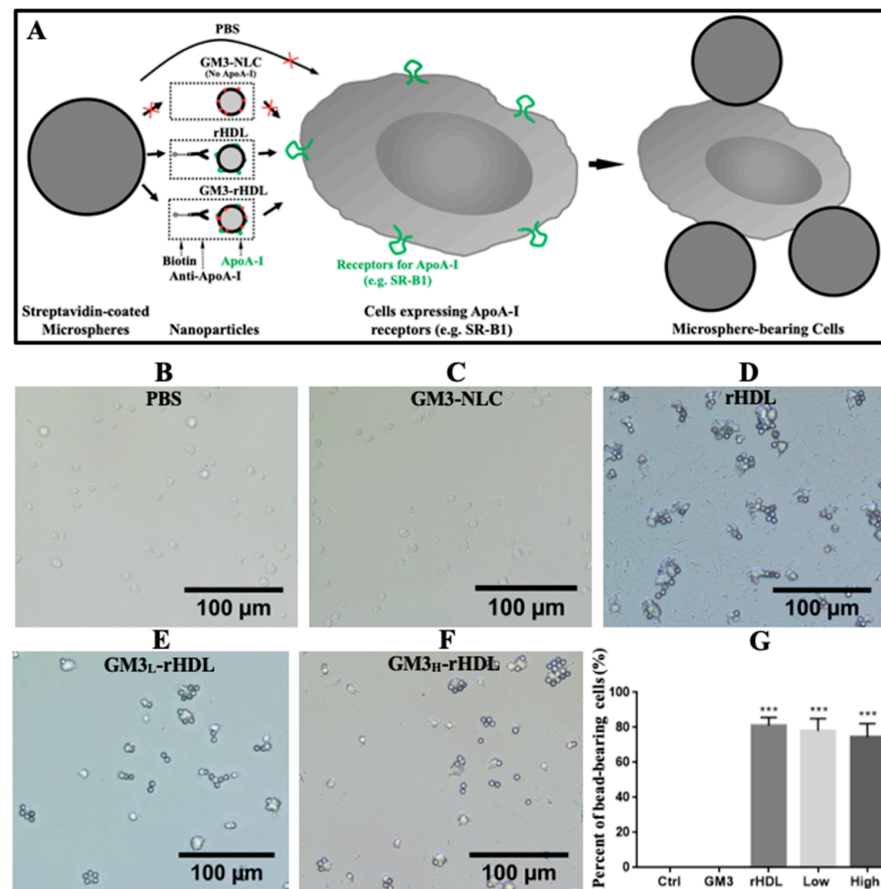 A
PBS
GM3-NLC
(No ApoA-I)
rHDL
GM3-rHDL
Biotin
Anti-ApoA-I
ApoA-I
Receptors for ApoA-I
(e.g. SR-B1)
Streptavidin-coated
Microspheres
Nanoparticles
Cells expressing ApoA-I
receptors (e.g. SR-B1)
Microsphere-bearing Cells
B
PBS
100 µm
C
GM3-NLC
100 µm
D
rHDL
100 µm
E
GM3L-rHDL
100 µm
F
GM3H-rHDL
100 µm
G
Percent of bead-bearing cells (%)
100
80
60
40
20
0
*** *** ***
Ctrl GM3 rHDL Low High